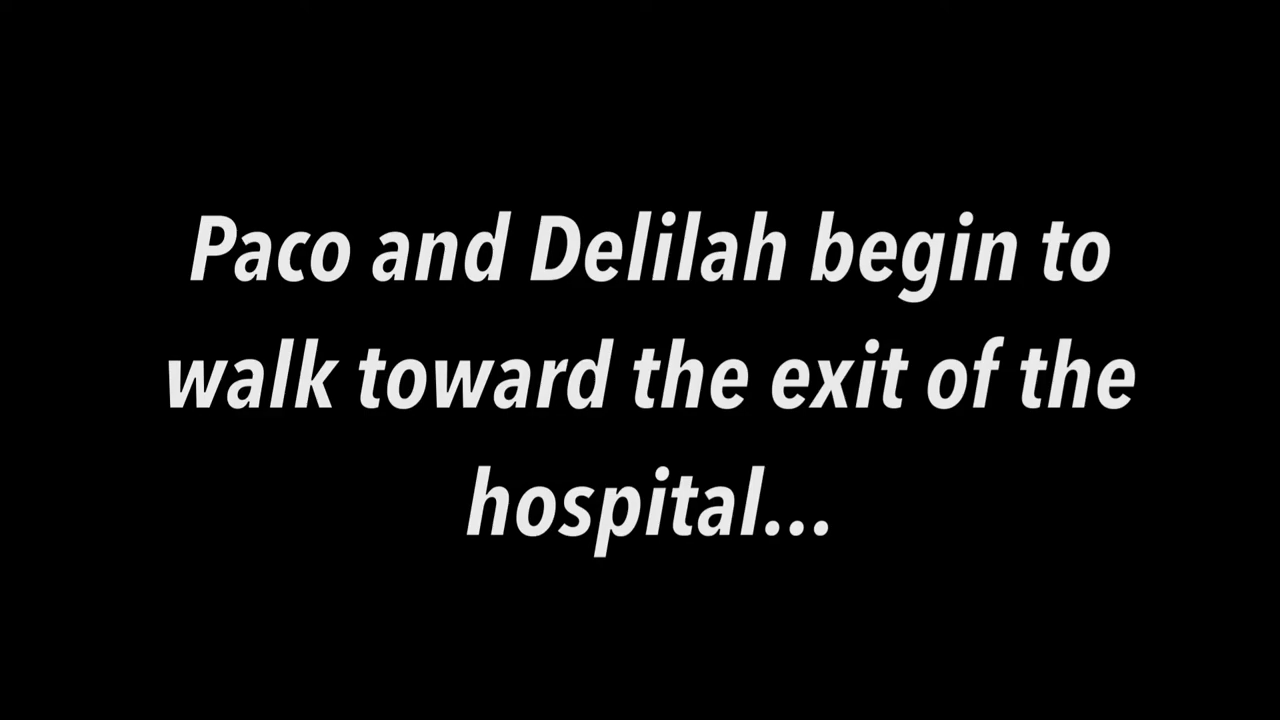 Paco and Delilah begin to
walk toward the exit of the
hospital...